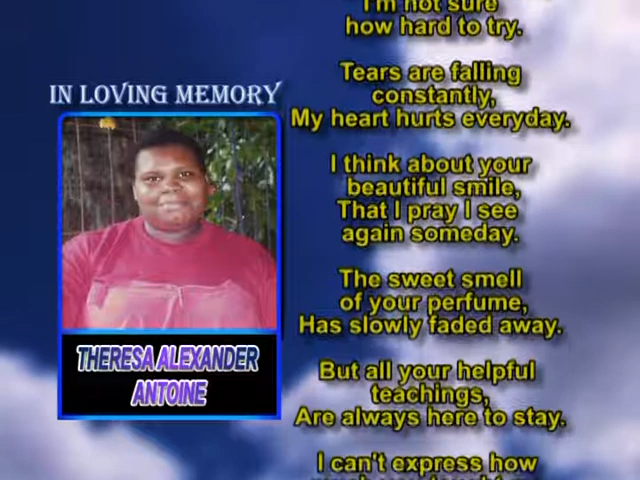 I'm not sure
how hard to try.
Tears are falling
constantly,
My heart hurts everyday.
IN LOVING MEMORY
I think about your
beautiful smile,
That I pray I see
again someday.
The sweet smell
of your perfume,
Has slowly faded away.
THERESA ALEXANDER
ANTOINE
But all your helpful
teachings,
Are always here to stay.
I can't express how